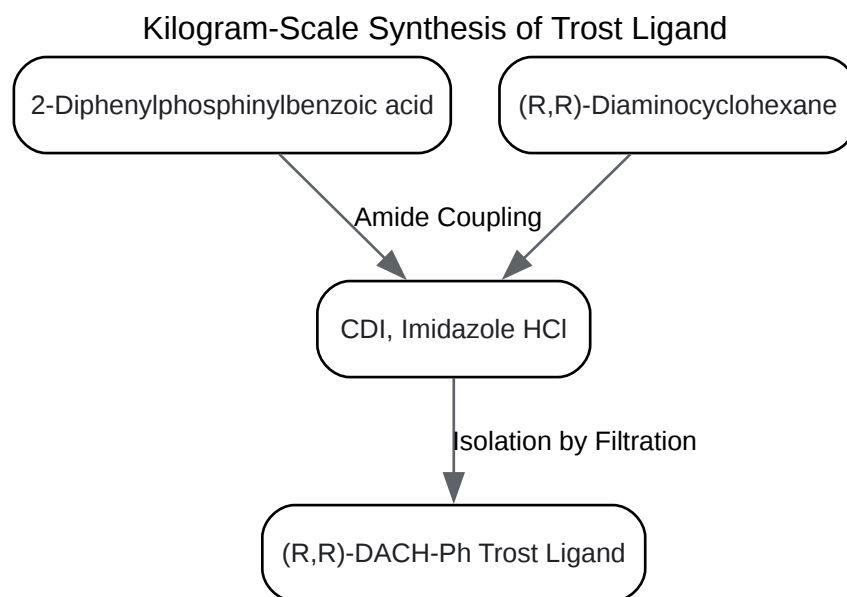 Kilogram-Scale Synthesis of Trost Ligand
2-Diphenylphosphinylbenzoic acid
(R,R)-Diaminocyclohexane
Amide Coupling
CDI, Imidazole HCl
Isolation by Filtration
(R,R)-DACH-Ph Trost Ligand